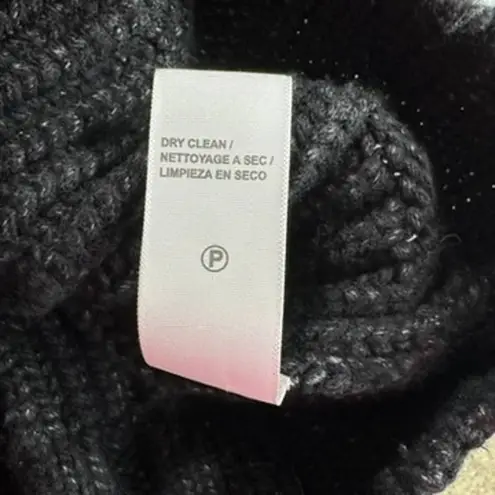 DRY CLEAN /
NETTOYAGE A SEC /
LIMPIEZA EN SECO
P